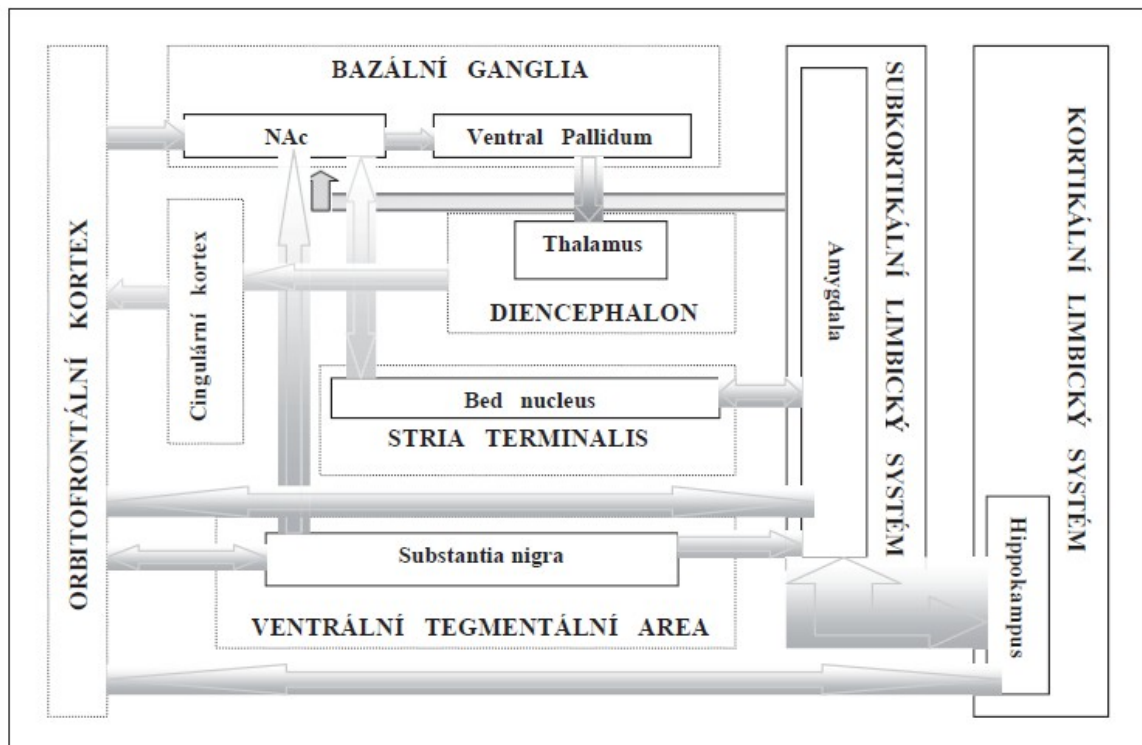 ORBITOFRONTÁLNÍ KORTEX
BAZÁLNÍ GANGLIA
NAc
Ventral Pallidum
Cingulární kortex
Thalamus
DIENCEPHALON
Bed nucleus
STRIA TERMINALIS
Substantia nigra
VENTRÁLNÍ TEGMENTÁLNÍ AREA
Amygdala
SUBKORTIKÁLNÍ LIMBICKÝ SYSTÉM
Hippokampus
KORTIKÁLNÍ LIMBICKÝ SYSTÉM